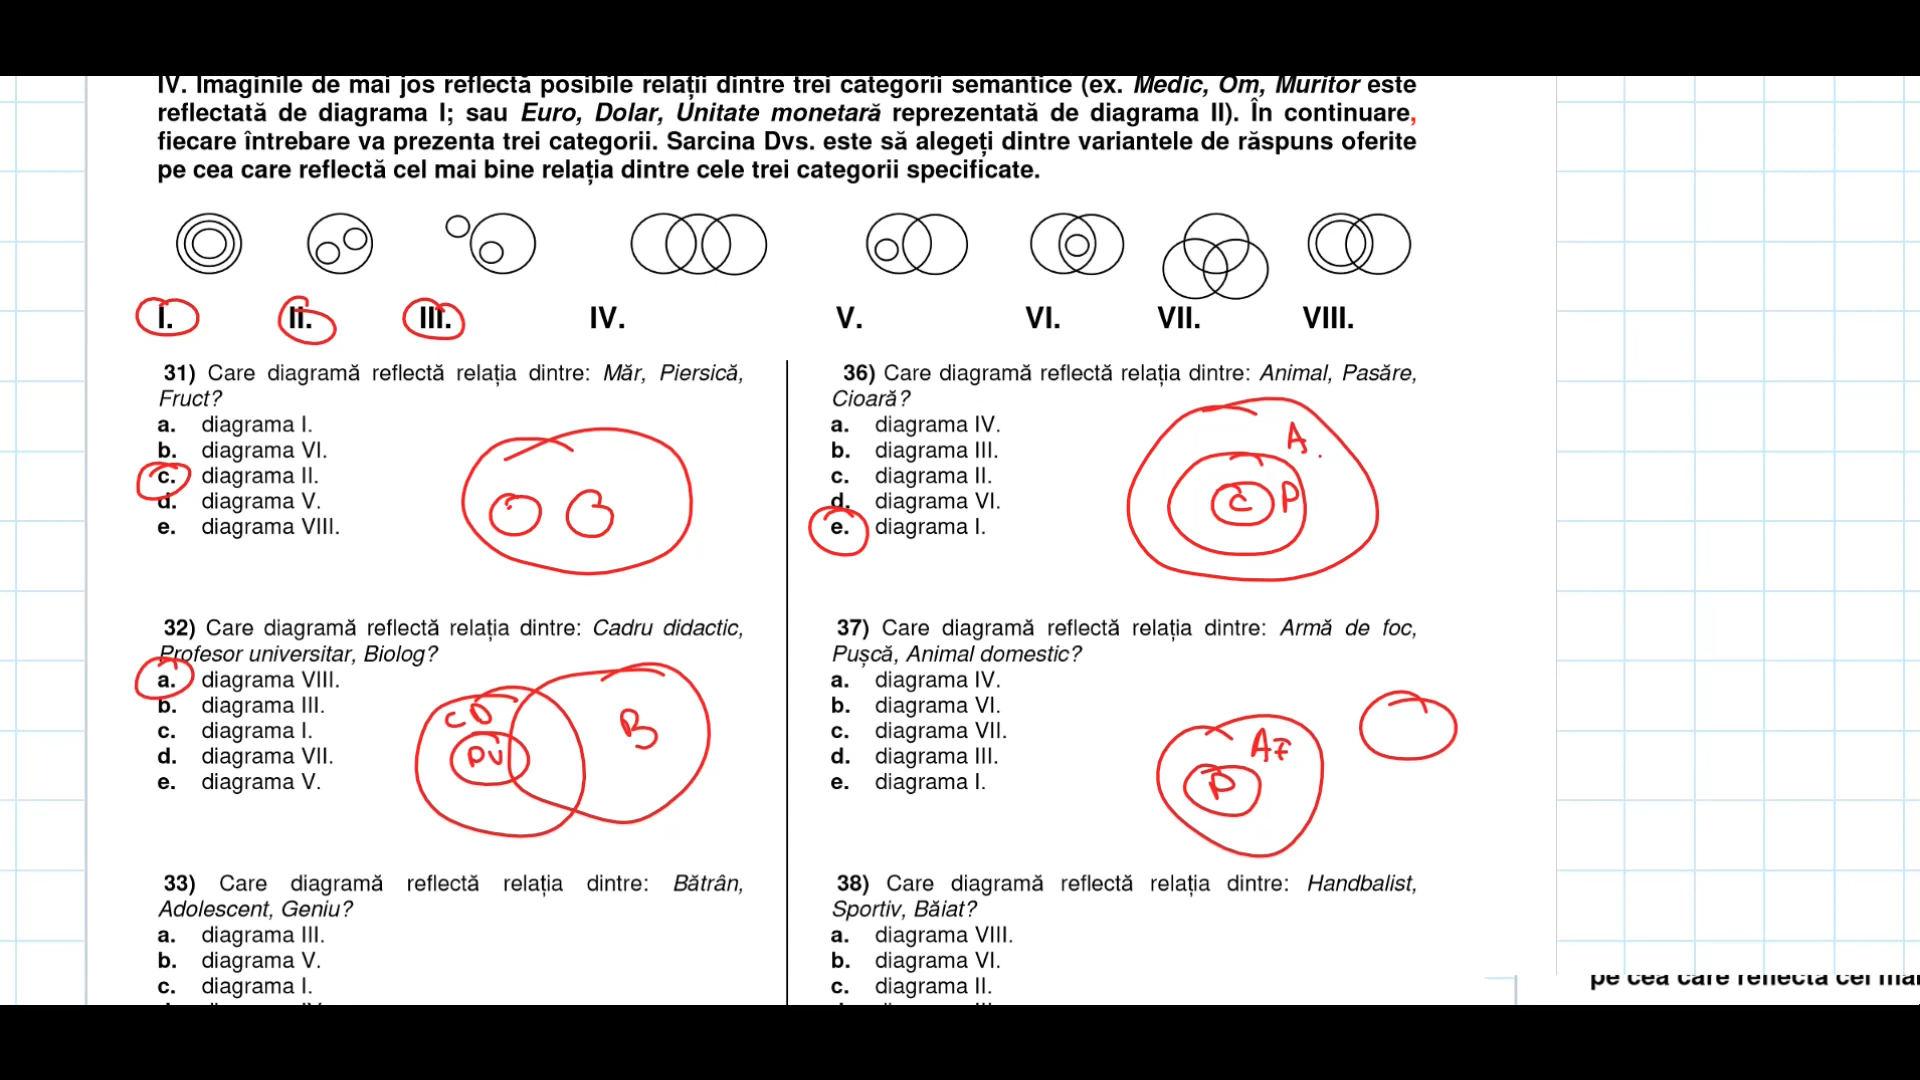 IV. Imaginile de mai jos reflectă posibile relații dintre trei categorii semantice (ex. Medic, Om, Muritor este
reflectată de diagrama I; sau Euro, Dolar, Unitate monetară reprezentată de diagrama II). În continuare,
fiecare întrebare va prezenta trei categorii. Sarcina Dvs. este să alegeți dintre variantele de răspuns oferite
pe cea care reflectă cel mai bine relația dintre cele trei categorii specificate.
I. II. III. IV. V. VI. VII. VIII.
31) Care diagramă reflectă relația dintre: Măr, Piersică,
Fruct?
a. diagrama I.
b. diagrama VI.
c. diagrama II.
d. diagrama V.
e. diagrama VIII.
32) Care diagramă reflectă relația dintre: Cadru didactic,
Profesor universitar, Biolog?
a. diagrama VIII.
b. diagrama III.
c. diagrama I.
d. diagrama VII.
e. diagrama V.
CD
PU
B
33) Care diagramă reflectă relația dintre: Bătrân,
Adolescent, Geniu?
a. diagrama III.
b. diagrama V.
c. diagrama I.
36) Care diagramă reflectă relația dintre: Animal, Pasăre,
Cioară?
a. diagrama IV.
b. diagrama III.
c. diagrama II.
d. diagrama VI.
e. diagrama I.
A
C P
37) Care diagramă reflectă relația dintre: Armă de foc,
Pușcă, Animal domestic?
a. diagrama IV.
b. diagrama VI.
c. diagrama VII.
d. diagrama III.
e. diagrama I.
AF
P
38) Care diagramă reflectă relația dintre: Handbalist,
Sportiv, Băiat?
a. diagrama VIII.
b. diagrama VI.
c. diagrama II.
pe cea care reflectă cel